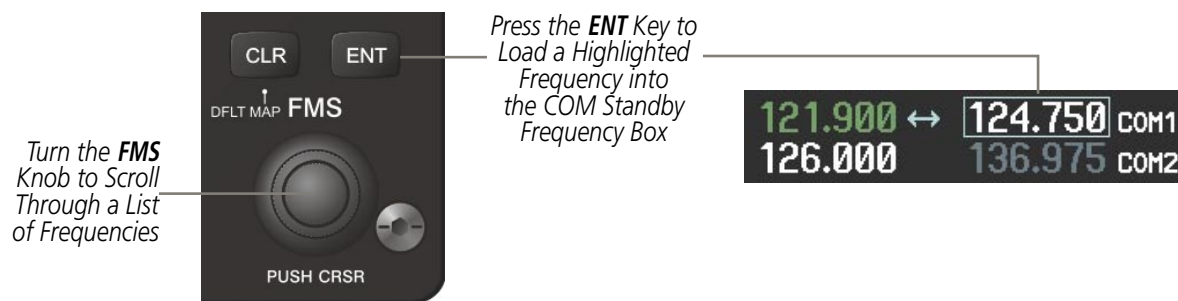 Turn the FMS
Knob to Scroll
Through a List
of Frequencies
CLR
ENT
DFLT MAP FMS
PUSH CRSR
Press the ENT Key to
Load a Highlighted
Frequency into
the COM Standby
Frequency Box
121.900 ↔ 124.750 COM1
126.000 136.975 COM2